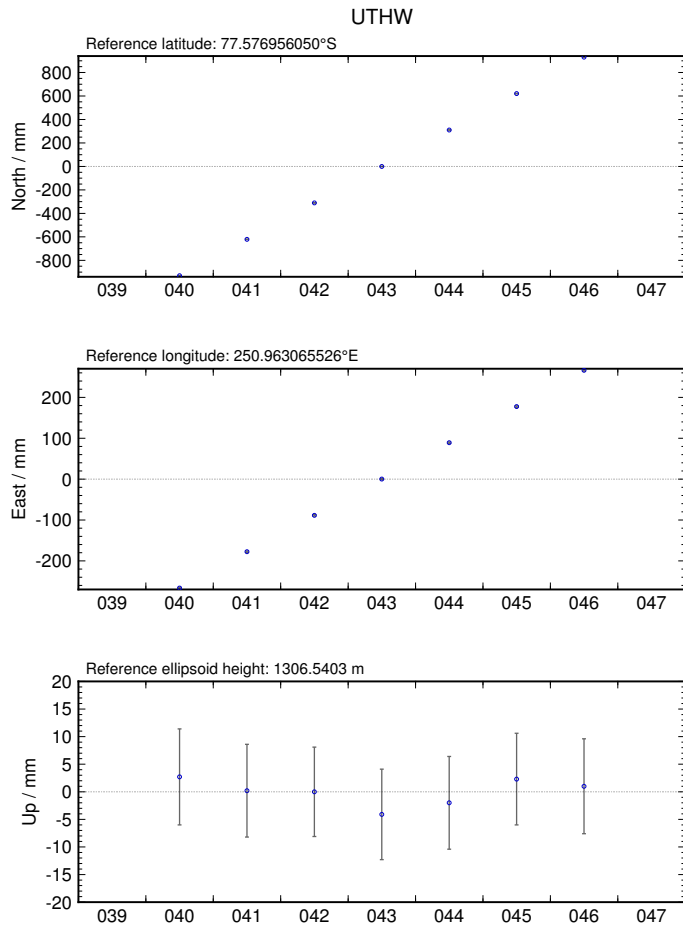 UTHW
Reference latitude: 77.576956050°S
North / mm
800
600
400
200
0
-200
-400
-600
-800
039 040 041 042 043 044 045 046 047
Reference longitude: 250.963065526°E
East / mm
200
100
0
-100
-200
039 040 041 042 043 044 045 046 047
Reference ellipsoid height: 1306.5403 m
Up / mm
20
15
10
5
0
-5
-10
-15
-20
039 040 041 042 043 044 045 046 047